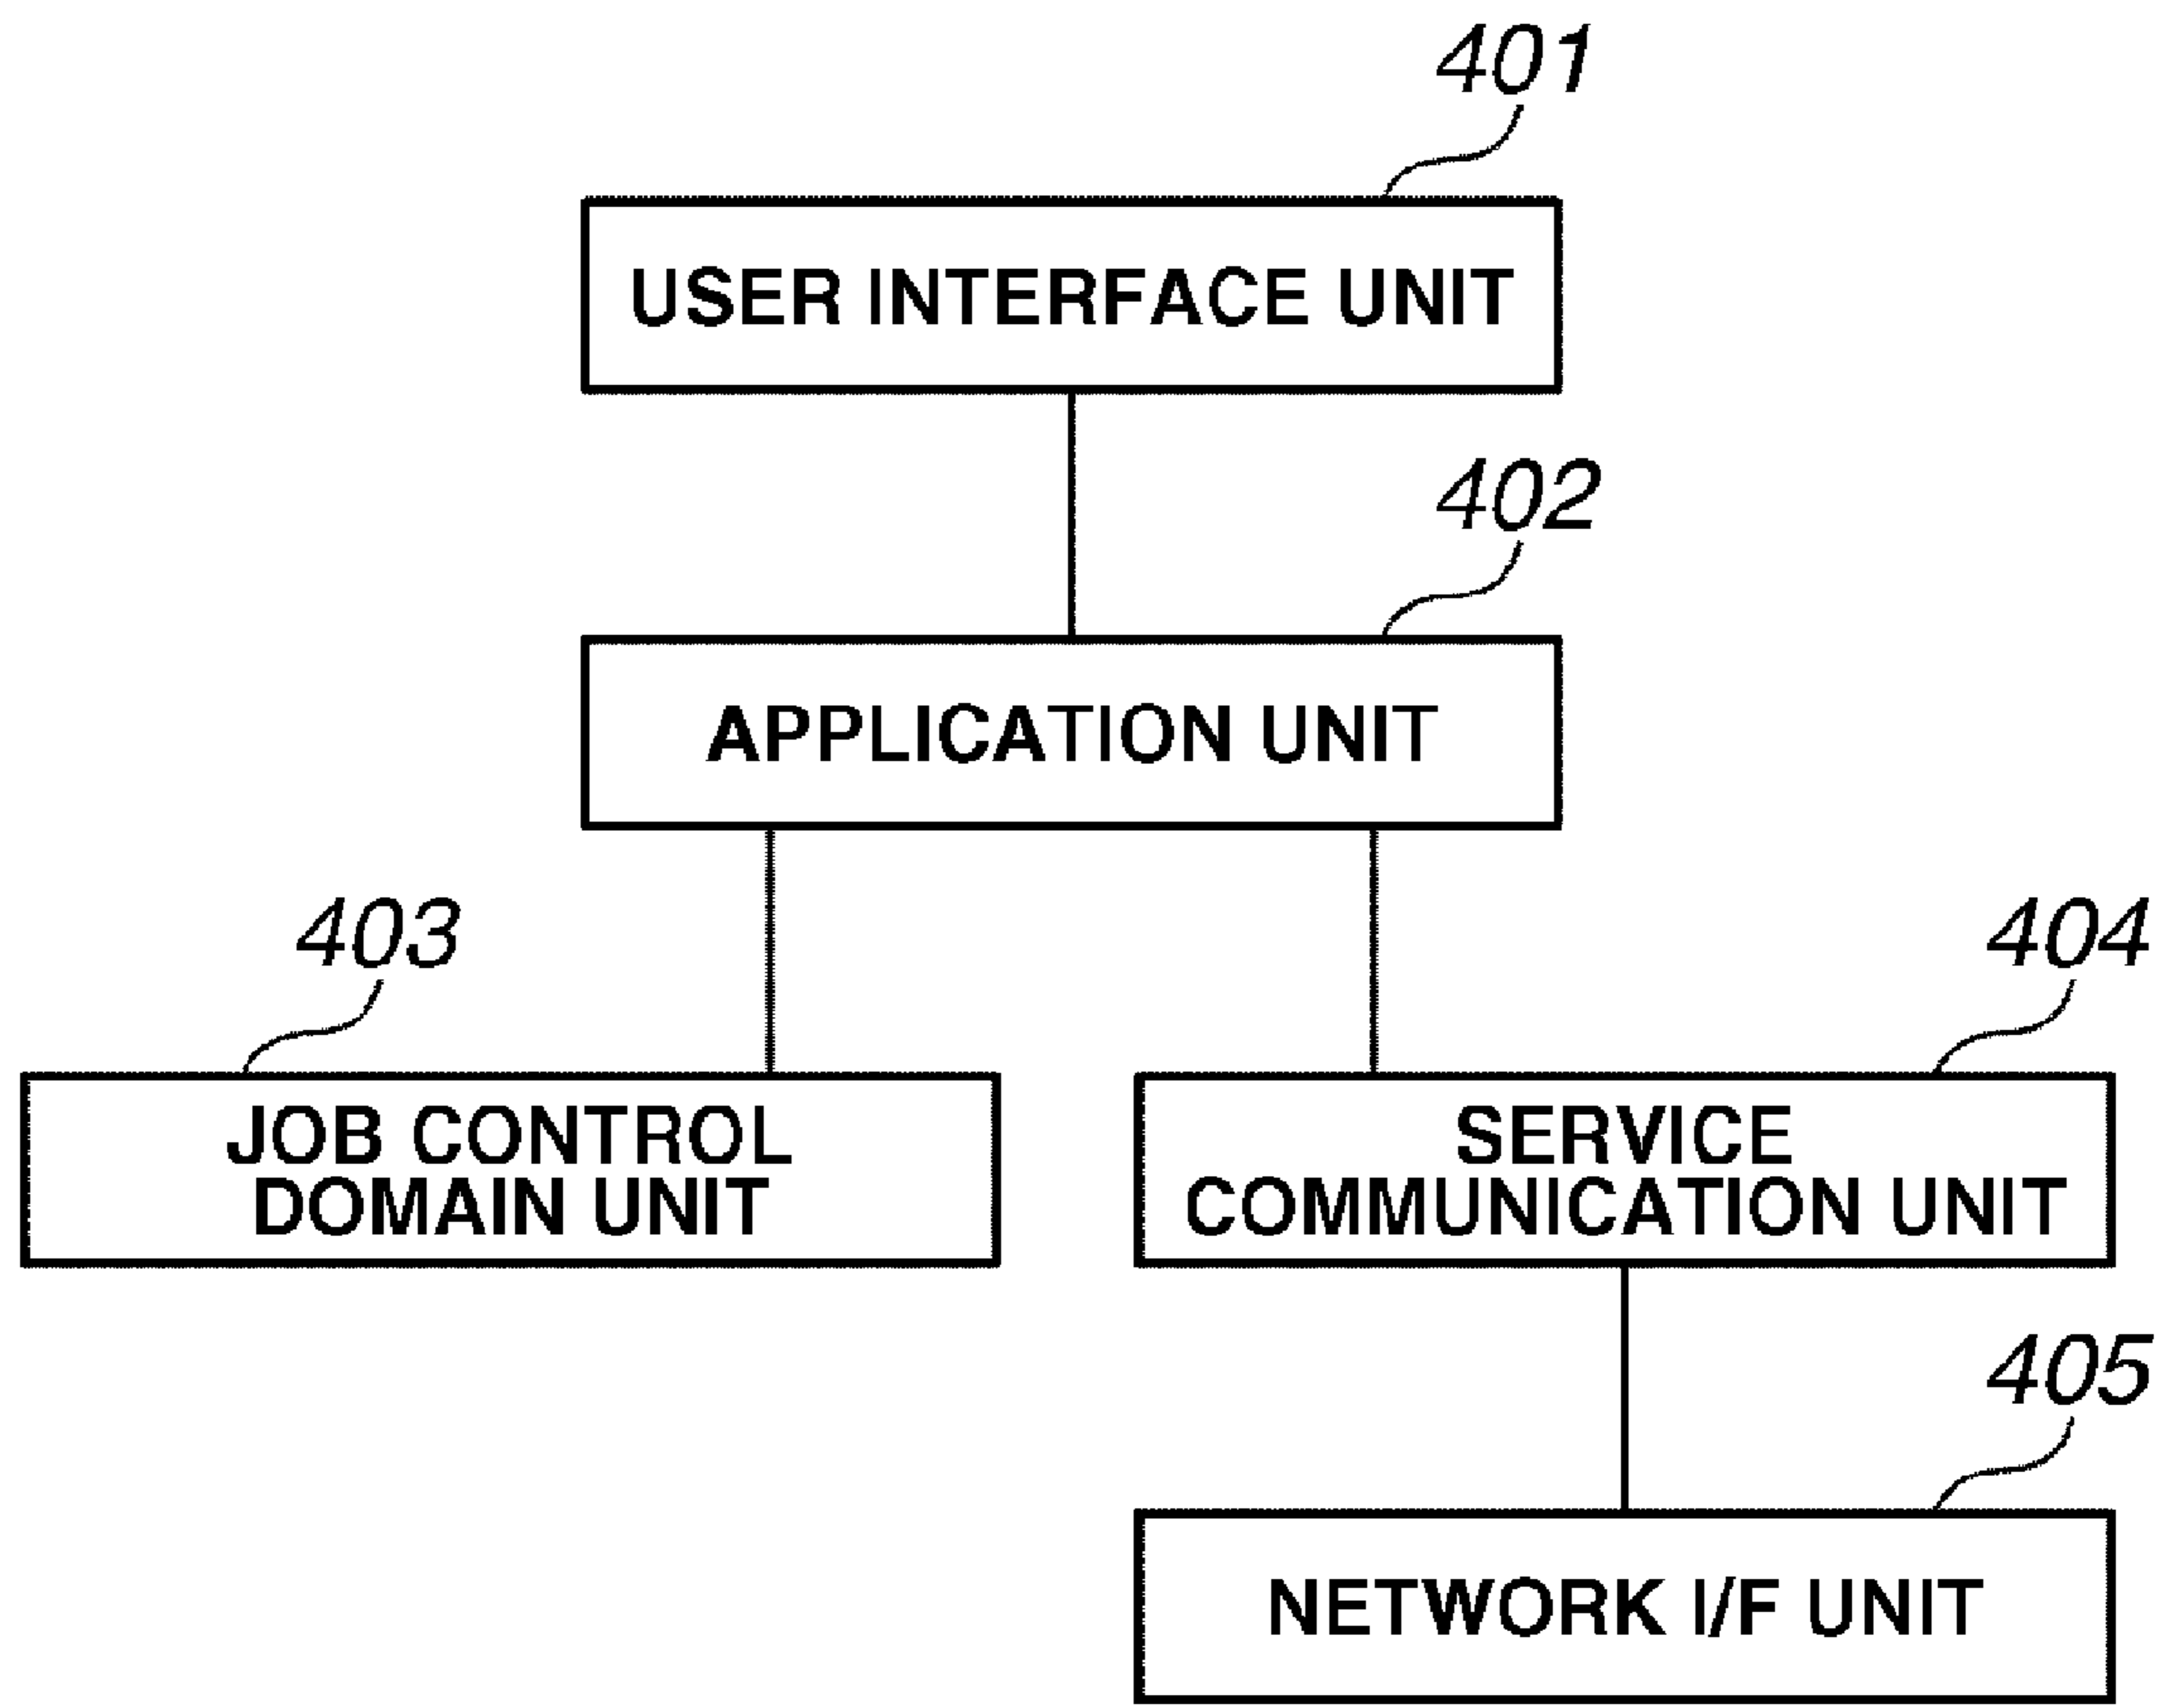 401
USER INTERFACE UNIT
402
APPLICATION UNIT
403
JOB CONTROL
DOMAIN UNIT
404
SERVICE
COMMUNICATION UNIT
405
NETWORK I/F UNIT